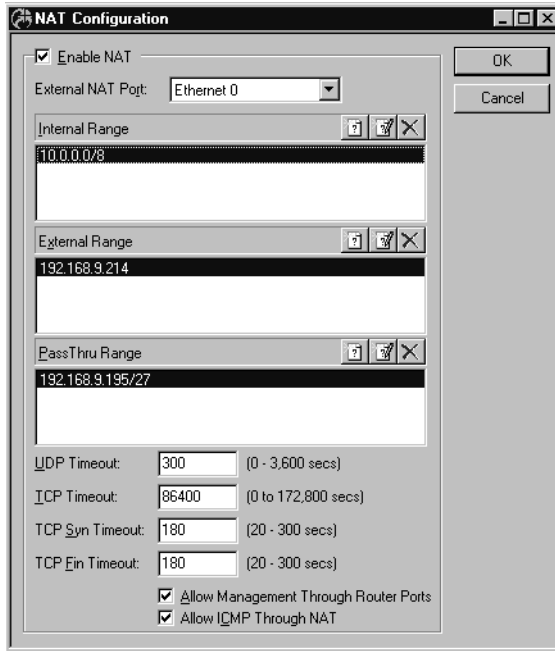 NAT Configuration
Enable NAT
OK
External NAT Port: Ethernet 0
Cancel
Internal Range
10.0.0.0/8
External Range
192.168.9.214
PassThru Range
192.168.9.195/27
UDP Timeout: 300 (0 - 3,600 secs)
TCP Timeout: 86400 (0 to 172,800 secs)
TCP Syn Timeout: 180 (20 - 300 secs)
TCP Fin Timeout: 180 (20 - 300 secs)
Allow Management Through Router Ports
Allow ICMP Through NAT